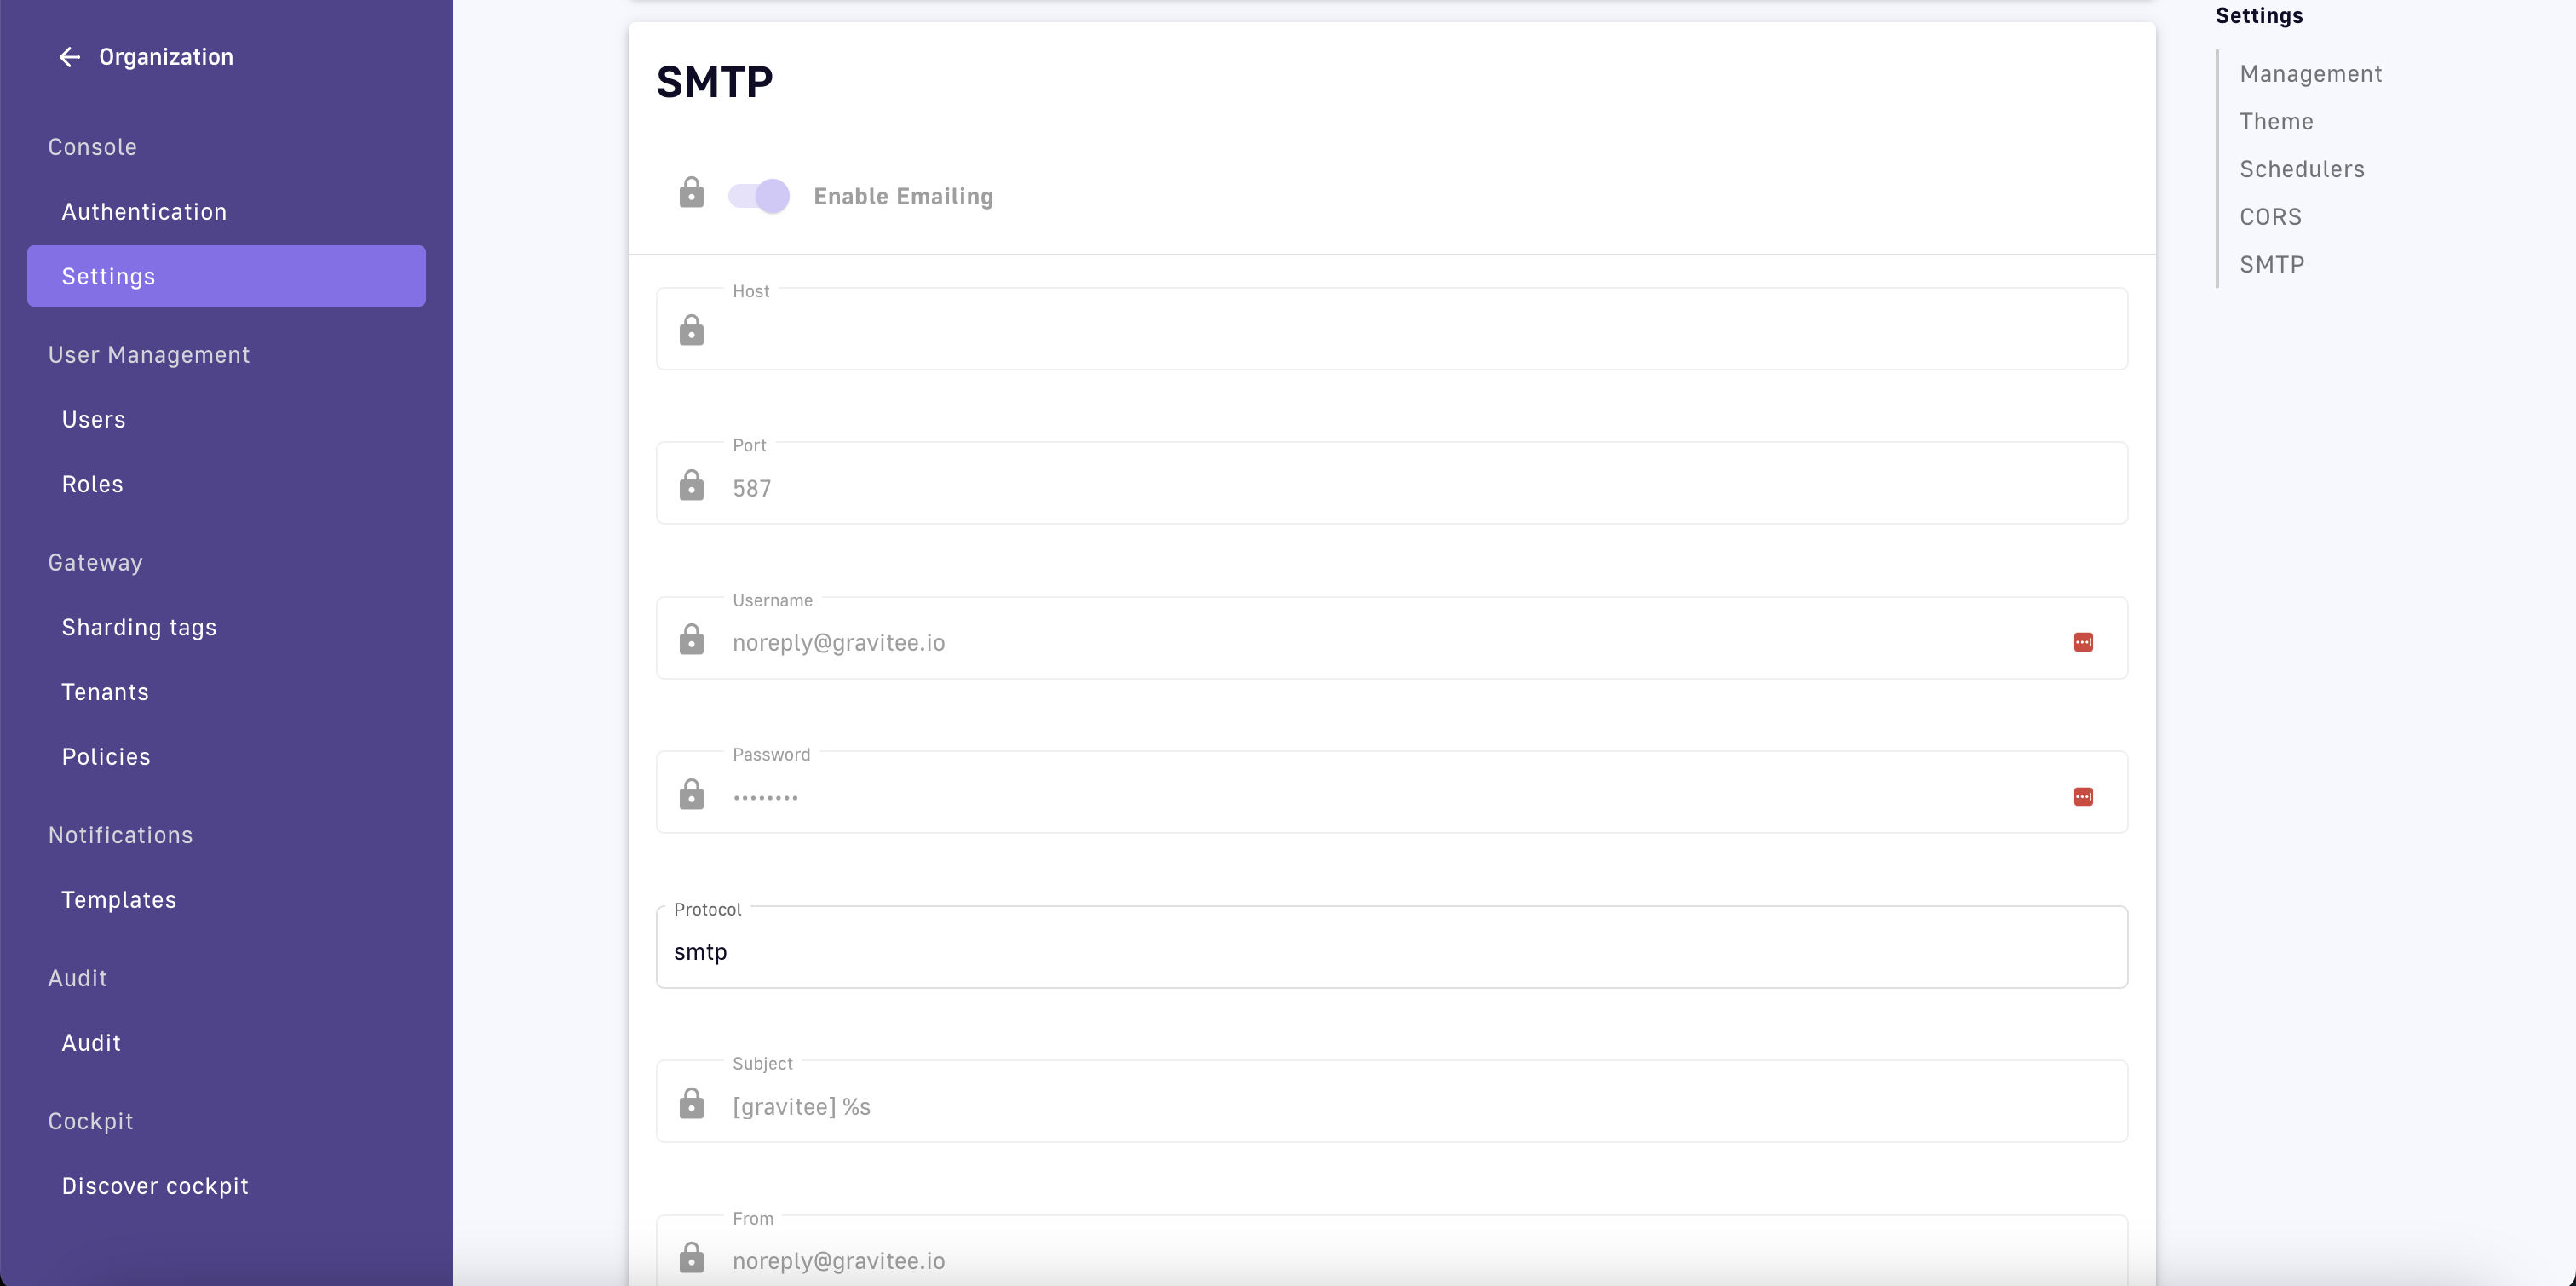 Organization
Console
Authentication
Settings
User Management
Users
Roles
Gateway
Sharding tags
Tenants
Policies
Notifications
Templates
Audit
Audit
Cockpit
Discover cockpit
SMTP
Enable Emailing
Host
Port
587
Username
noreply@gravitee.io
Password
••••••••
Protocol
smtp
Subject
[gravitee] %s
From
noreply@gravitee.io
Settings
Management
Theme
Schedulers
CORS
SMTP